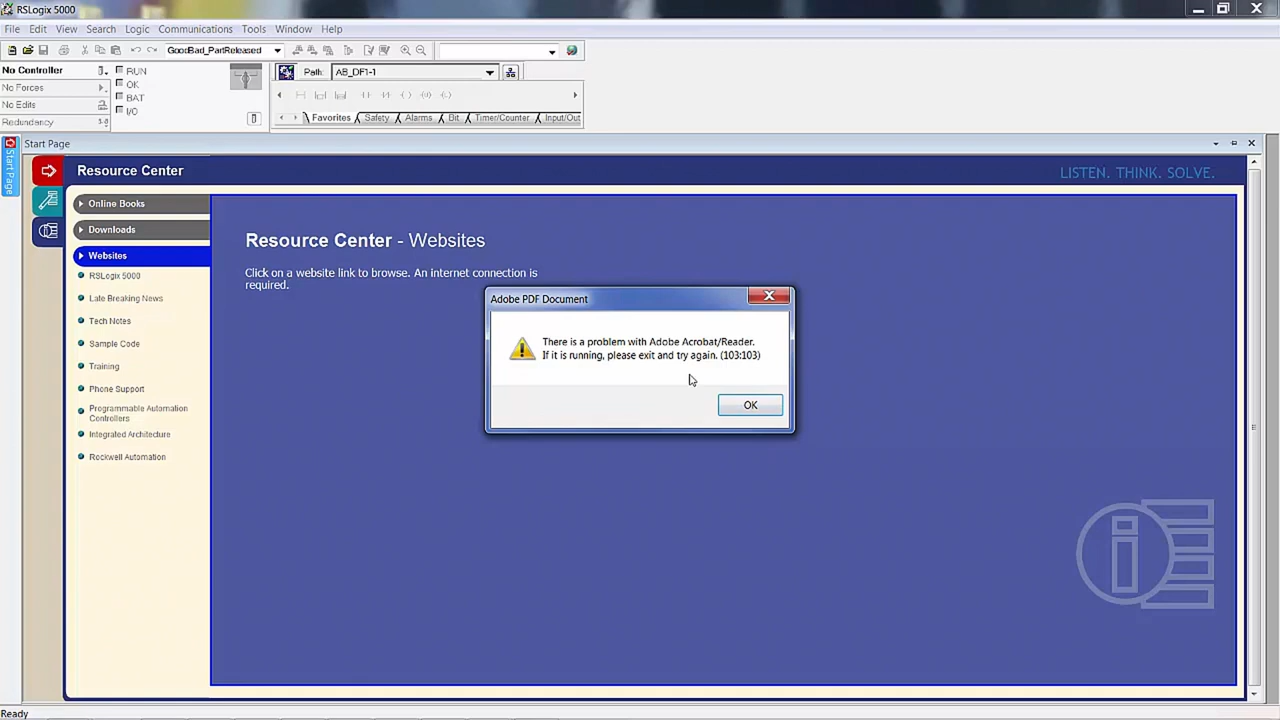 RSLogix 5000
File Edit View Search Logic Communications Tools Window Help
GoodBad_PartReleased
No Controller
RUN
Path: AB_DF1-1
No Forces
OK
No Edits
BAT
Redundancy
I/O
Favorites Safety Alarms Bit Timer/Counter Input/Out
Start Page
Start Page
Resource Center
LISTEN. THINK. SOLVE.
Online Books
Downloads
Websites
RSLogix 5000
Late Breaking News
Tech Notes
Sample Code
Training
Phone Support
Programmable Automation
Controllers
Integrated Architecture
Rockwell Automation
Resource Center - Websites
Click on a website link to browse. An internet connection is
required.
Adobe PDF Document
There is a problem with Adobe Acrobat/Reader.
If it is running, please exit and try again. (103:103)
OK
Ready